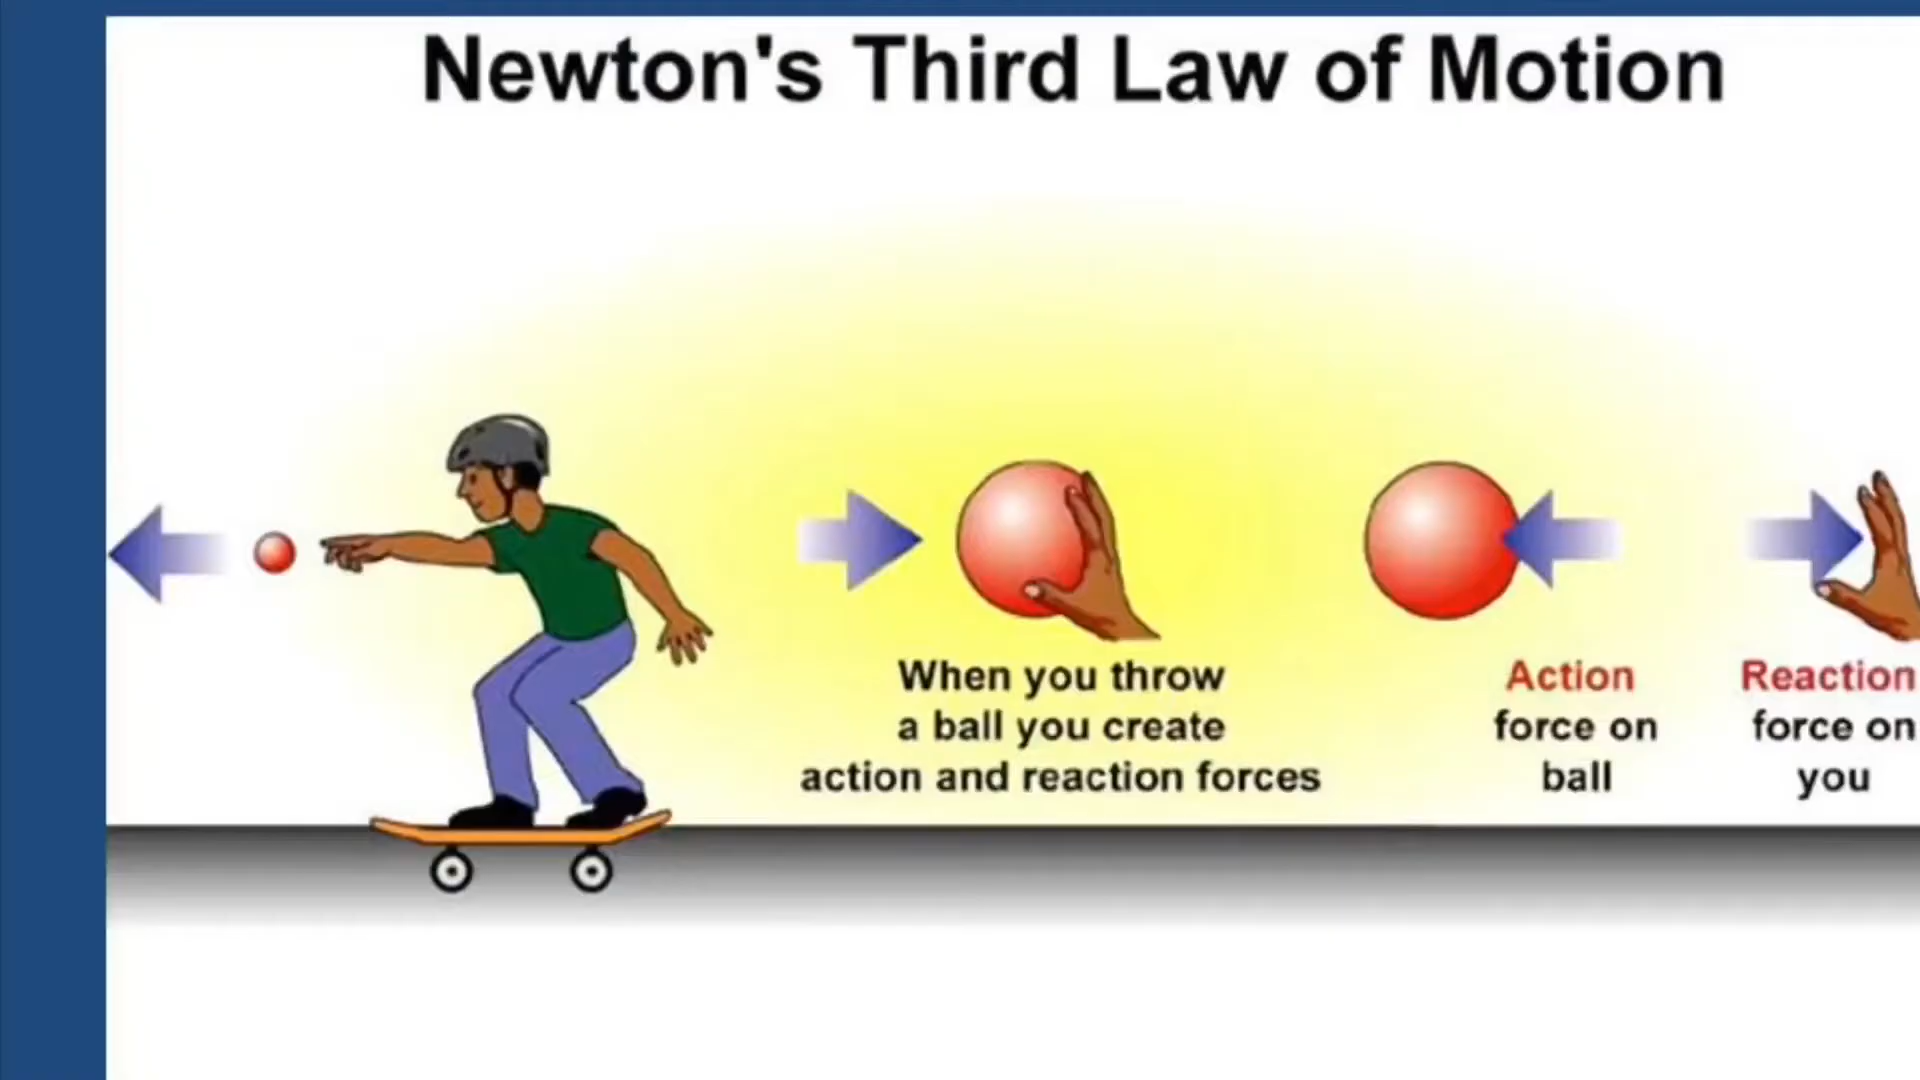 Newton's Third Law of Motion
When you throw
a ball you create
action and reaction forces
Action
force on
ball
Reaction
force on
you